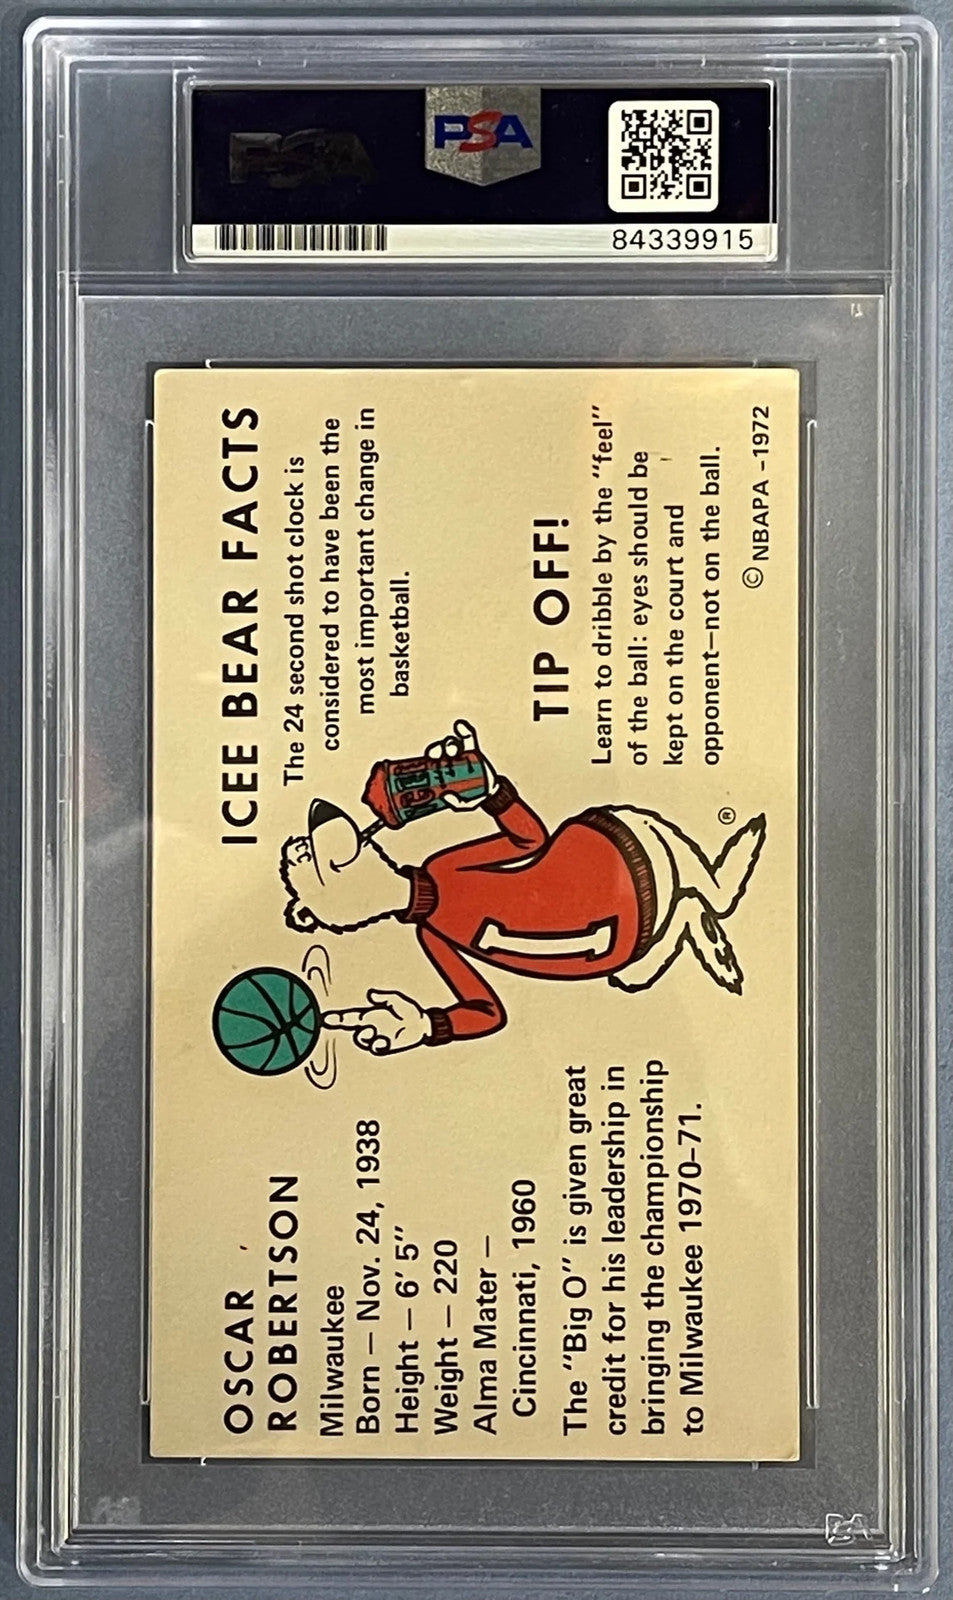 PSA
84339915
OSCAR
ROBERTSON
Milwaukee
Born – Nov. 24, 1938
Height – 6' 5"
Weight – 220
Alma Mater –
Cincinnati, 1960
The "Big O" is given great
credit for his leadership in
bringing the championship
to Milwaukee 1970-71.
ICEE BEAR FACTS
The 24 second shot clock is
considered to have been the
most important change in
basketball.
TIP OFF!
Learn to dribble by the "feel"
of the ball: eyes should be
kept on the court and
opponent—not on the ball.
© NBAPA –1972
®
PSA